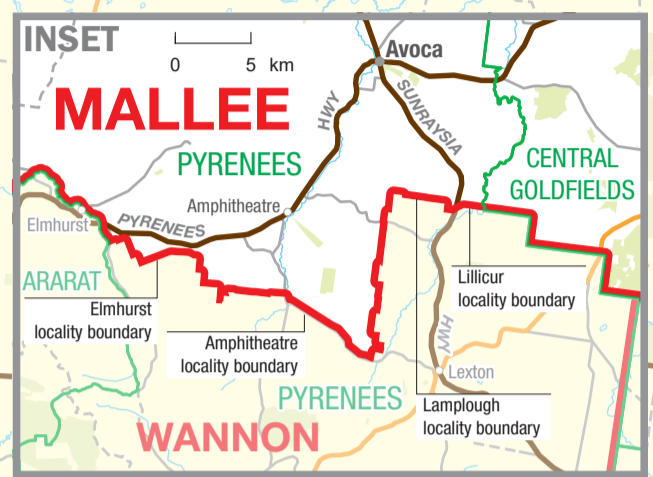 INSET
0 5 km
Avoca
MALLEE
HWY
SUNRAYSIA
PYRENEES
CENTRAL
GOLDFIELDS
Amphitheatre
Elmhurst
PYRENEES
ARARAT
Elmhurst
locality boundary
Lillicur
locality boundary
Amphitheatre
locality boundary
HWY
Lexton
PYRENEES
Lamplough
locality boundary
WANNON